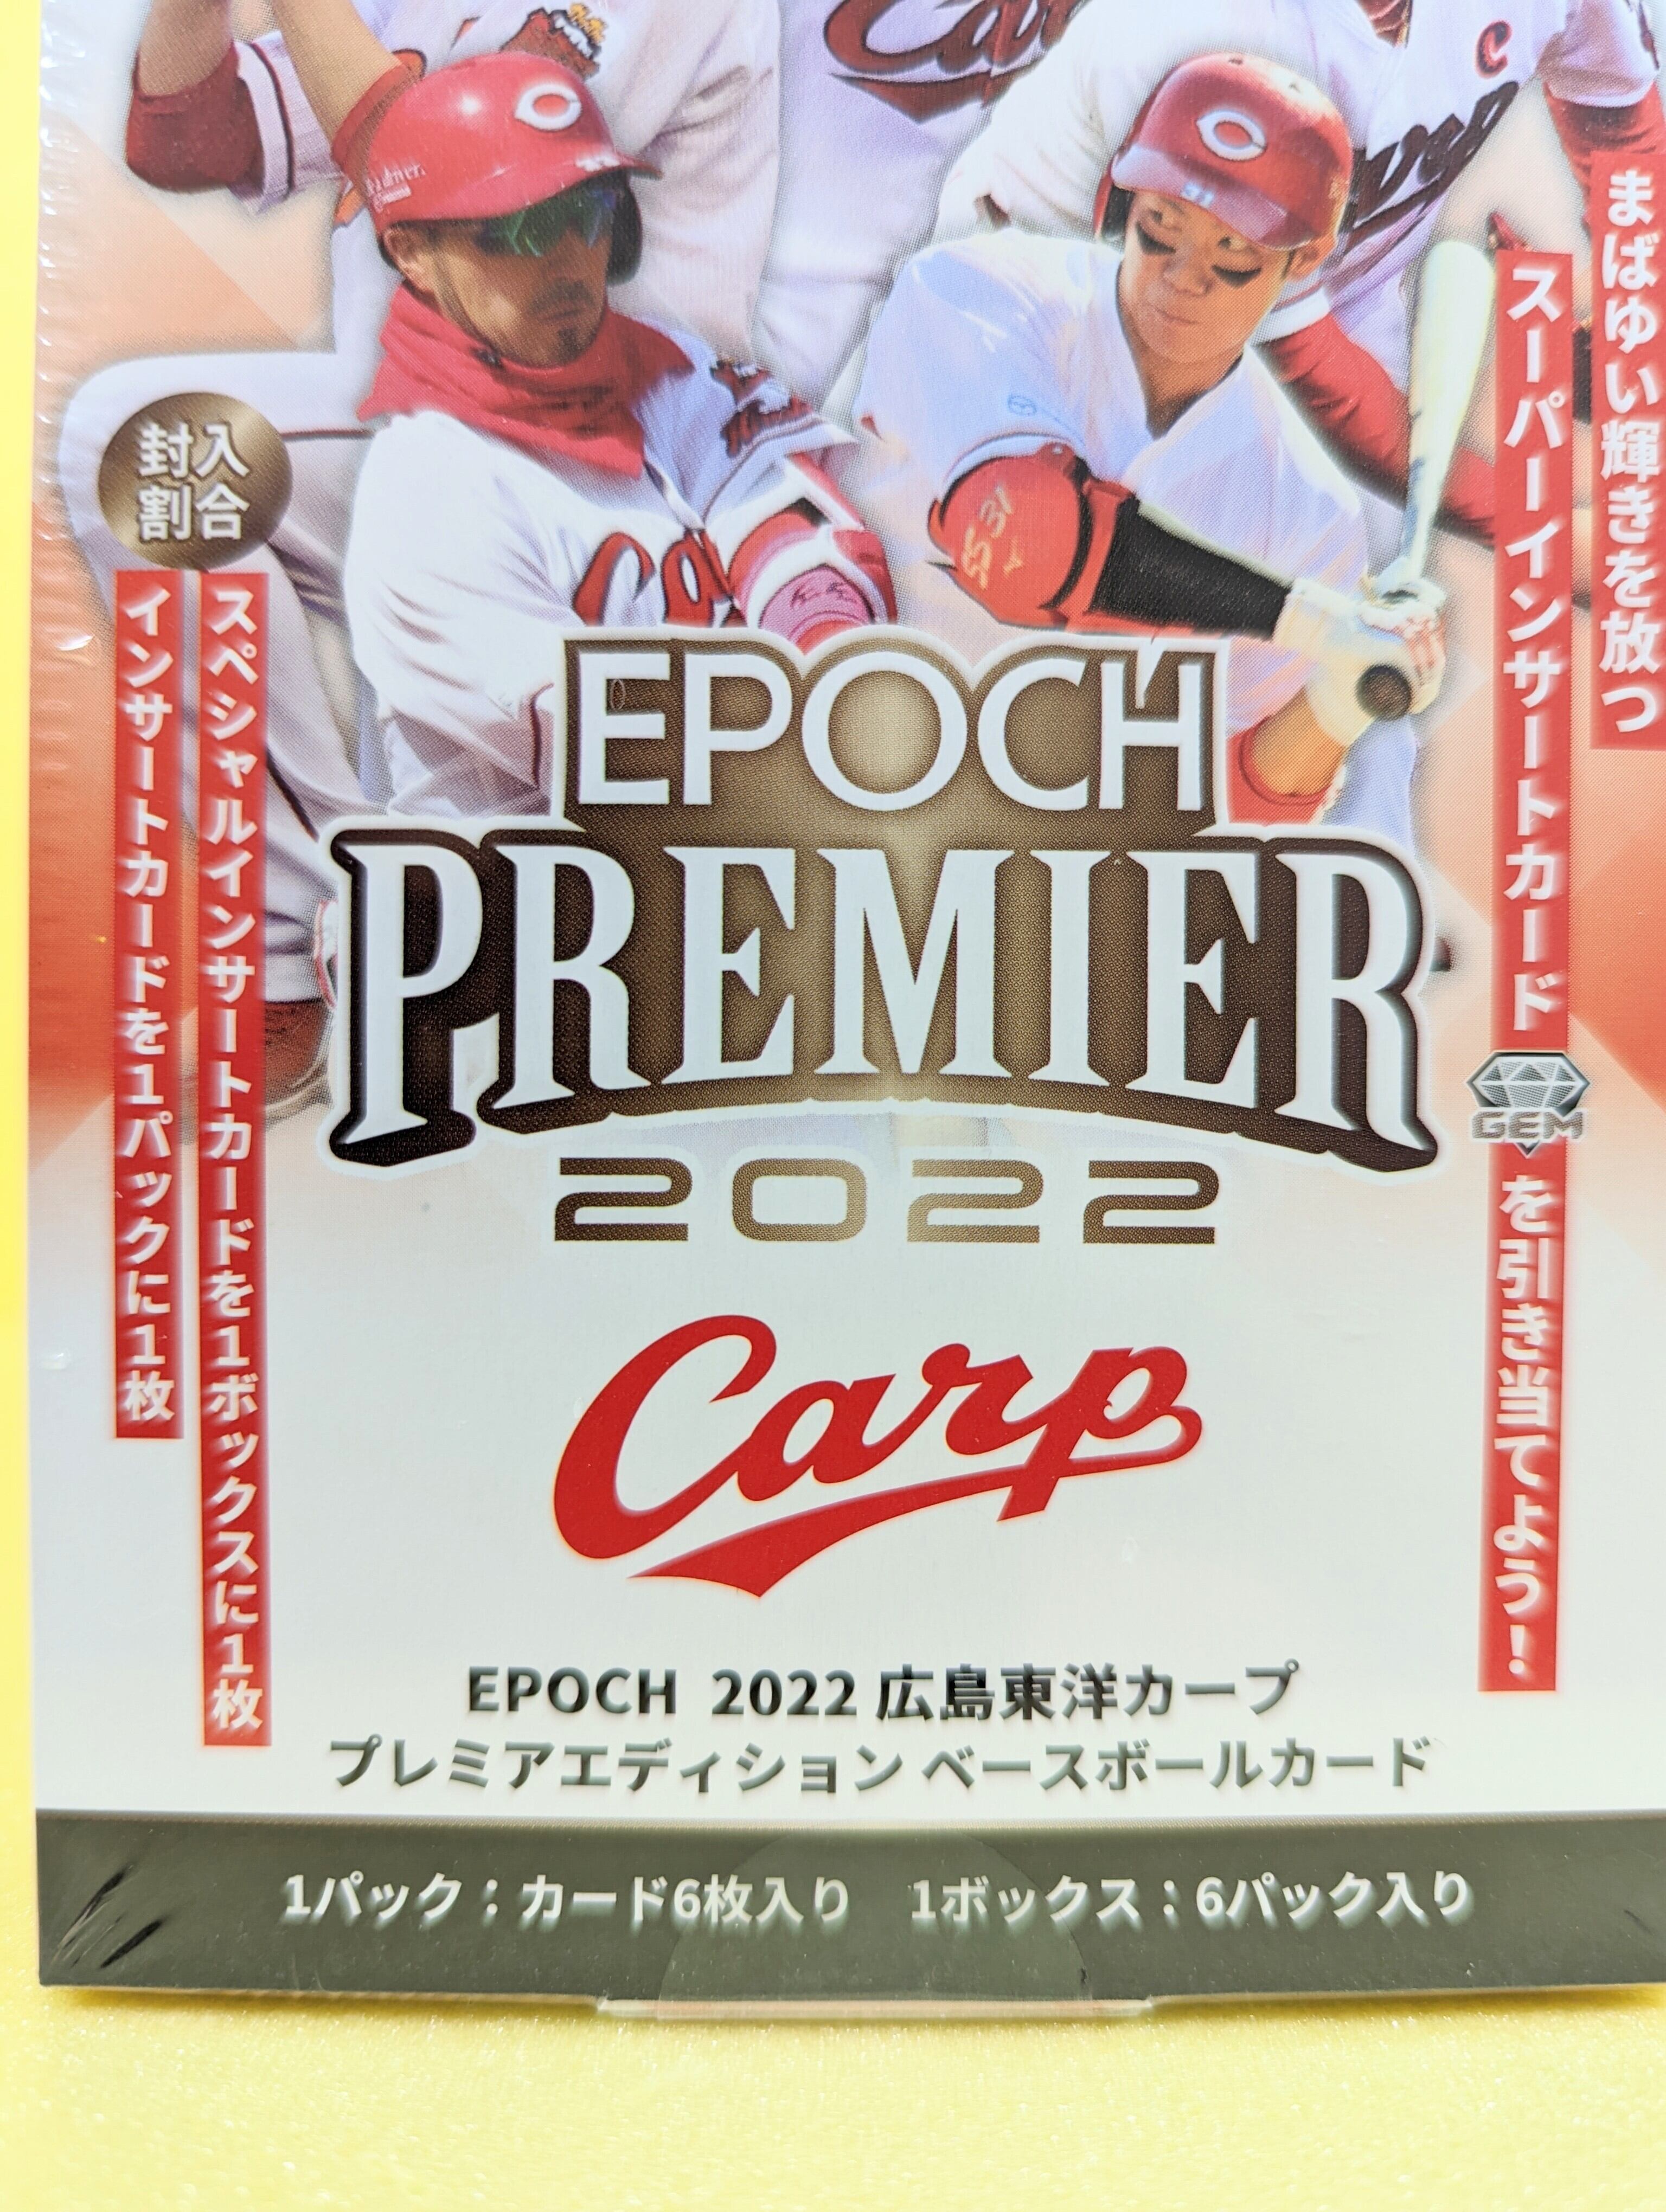 Carp
C
C
C
31
SS 31
Ca
まばゆい輝きを放つ
スーパーインサートカード
GEM
を引き当てよう!
封入
割合
スペシャルインサートカードを1ボックスに1枚
インサートカードを1パックに1枚
EPOCH
PREMIER
2022
Carp
EPOCH 2022 広島東洋カープ
プレミアエディション ベースボールカード
1パック：カード6枚入り 1ボックス：6パック入り